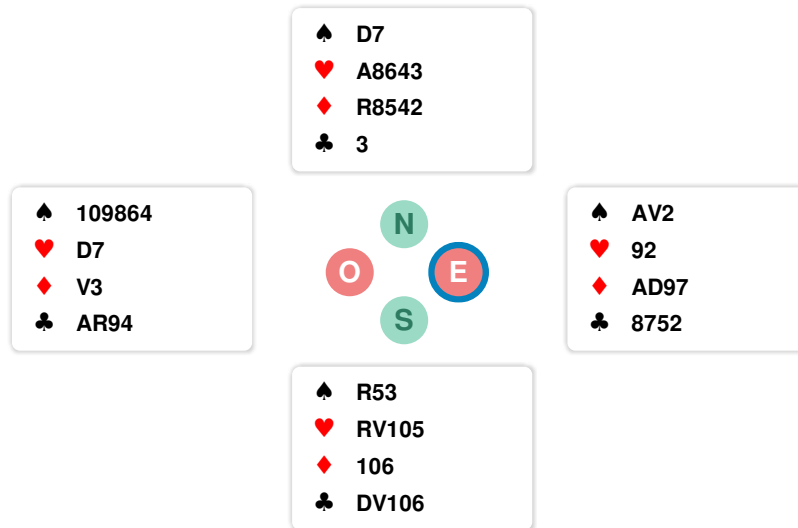 ♠ D7
♥ A8643
♦ R8542
♣ 3
♠ 109864
♥ D7
♦ V3
♣ AR94
N
O
E
S
♠ AV2
♥ 92
♦ AD97
♣ 8752
♠ R53
♥ RV105
♦ 106
♣ DV106